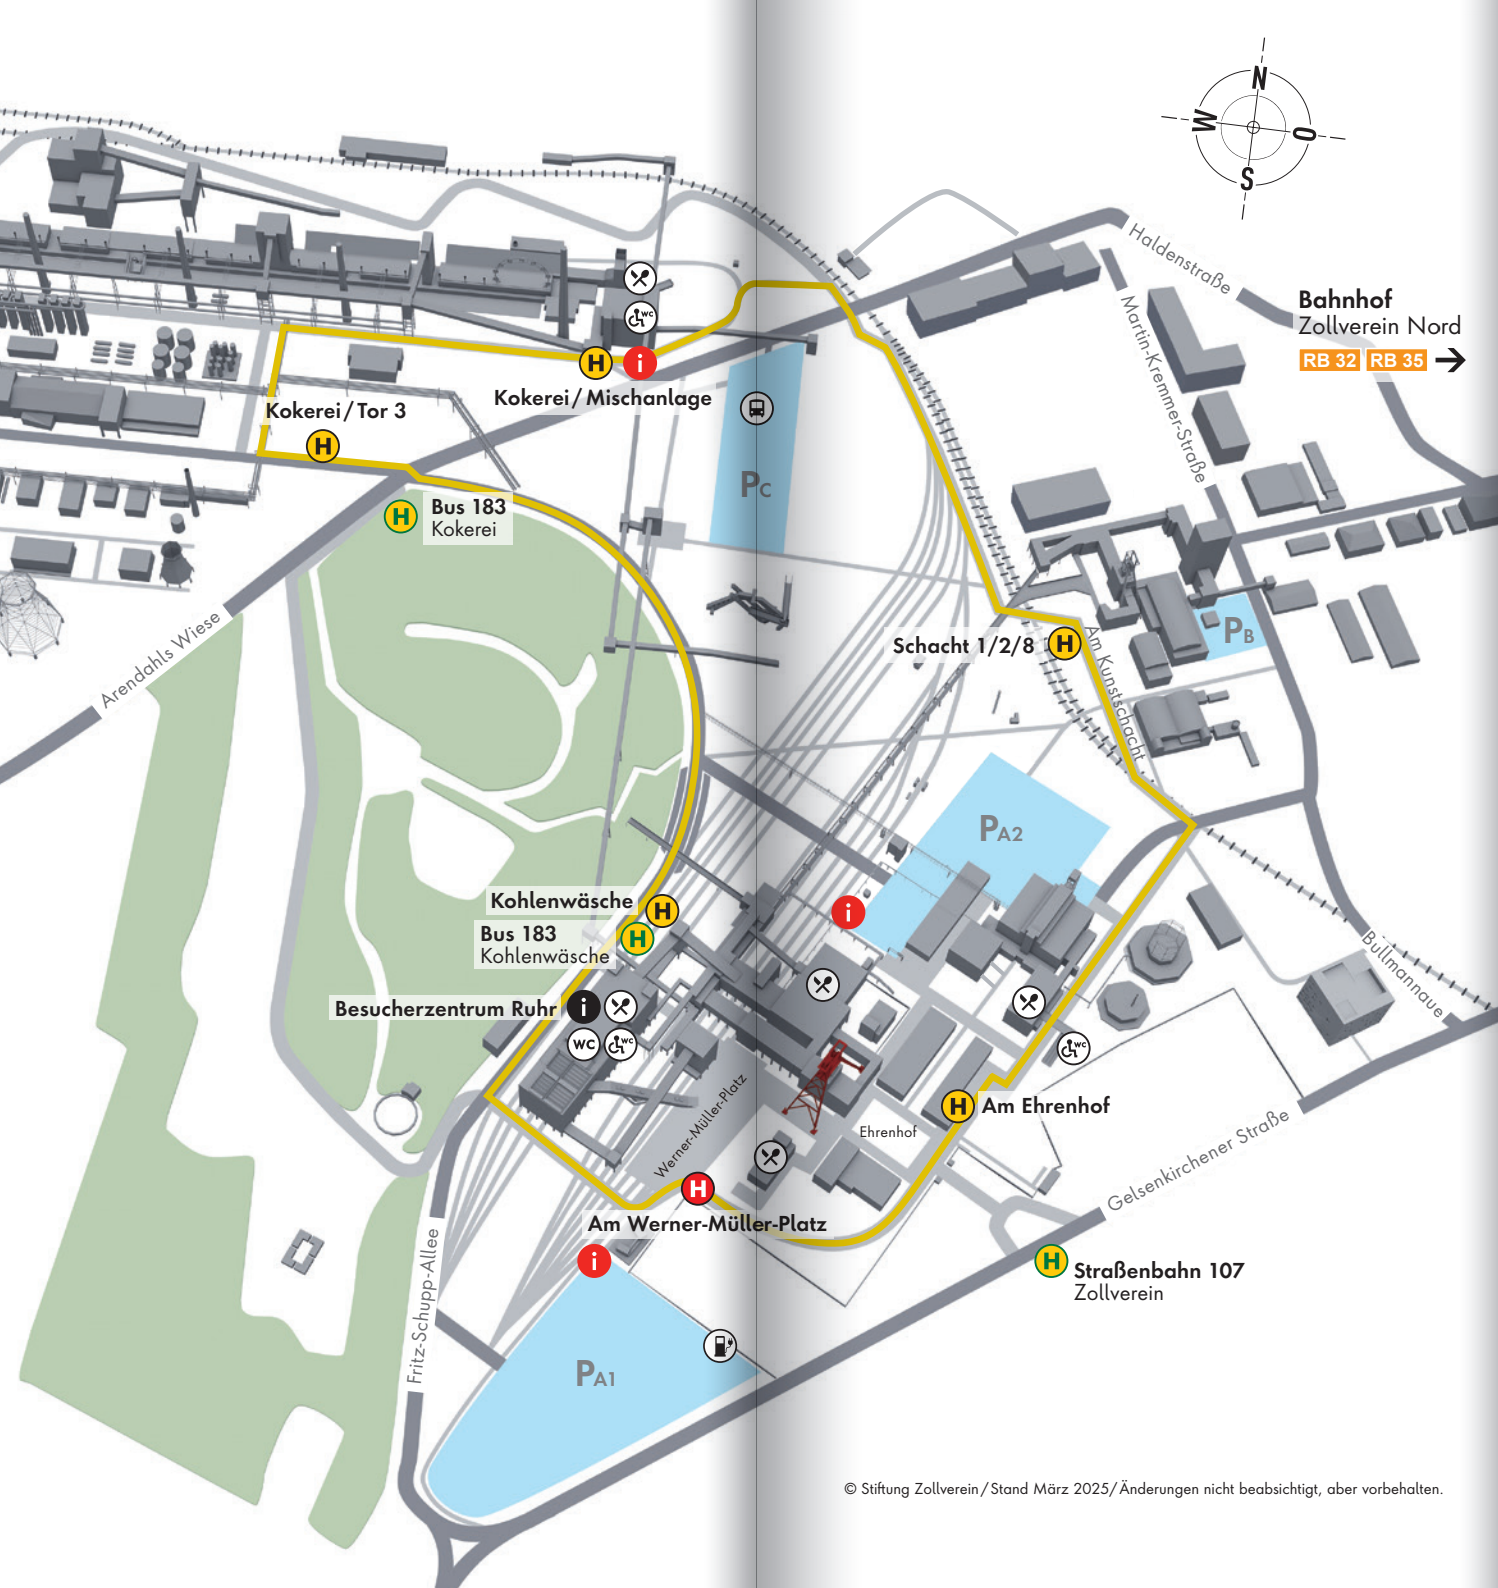 N
W
O
S
Haldenstraße
Bahnhof
Zollverein Nord
RB 32 RB 35
Martin-Kremmer-Straße
WC
H
i
Kokerei/Mischanlage
Kokerei/Tor 3
H
PC
H
Bus 183
Kokerei
Arendahls Wiese
Schacht 1/2/8
H
PB
Am Kunstschacht
PA2
Kohlenwäsche
H
Bus 183
Kohlenwäsche
H
i
Besucherzentrum Ruhr
i
WC
WC
WC
Bullmannaue
Werner-Müller-Platz
H
Am Ehrenhof
Ehrenhof
Gelsenkirchener Straße
H
Am Werner-Müller-Platz
i
Fritz-Schupp-Allee
H
Straßenbahn 107
Zollverein
PA1
© Stiftung Zollverein/Stand März 2025/Änderungen nicht beabsichtigt, aber vorbehalten.